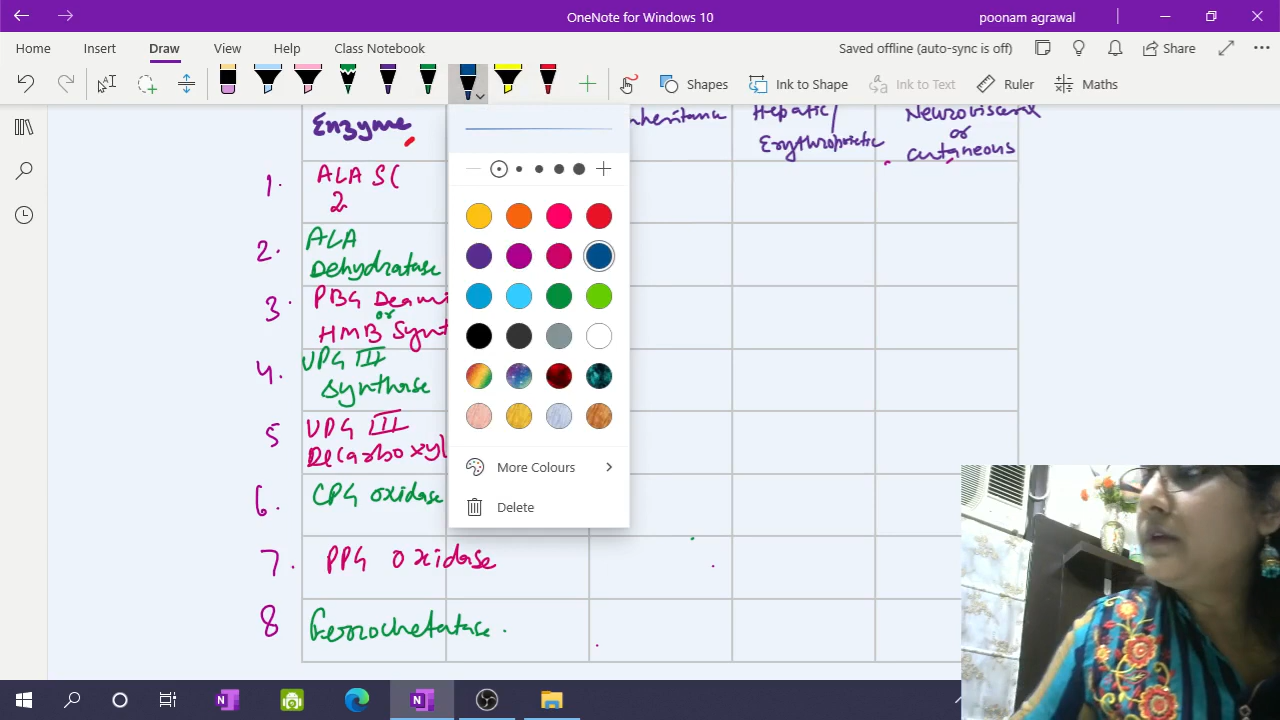 OneNote for Windows 10
poonam agrawal
Home Insert Draw View Help Class Notebook
Saved offline (auto-sync is off)
Share
Shapes
Ink to Shape
Ink to Text
Ruler
Maths
Enzyme
Hepatic/
Erythropoietic
or
cutaneous
1. ALA S(
2
2. ALA
Dehydratase
3. PBG Deami
or
HMB Synt
4. UPG III
Synthase
5 UPG III
Decarboxyl
6. CPG oxidase
7. PPG oxidase
8
More Colours
Delete